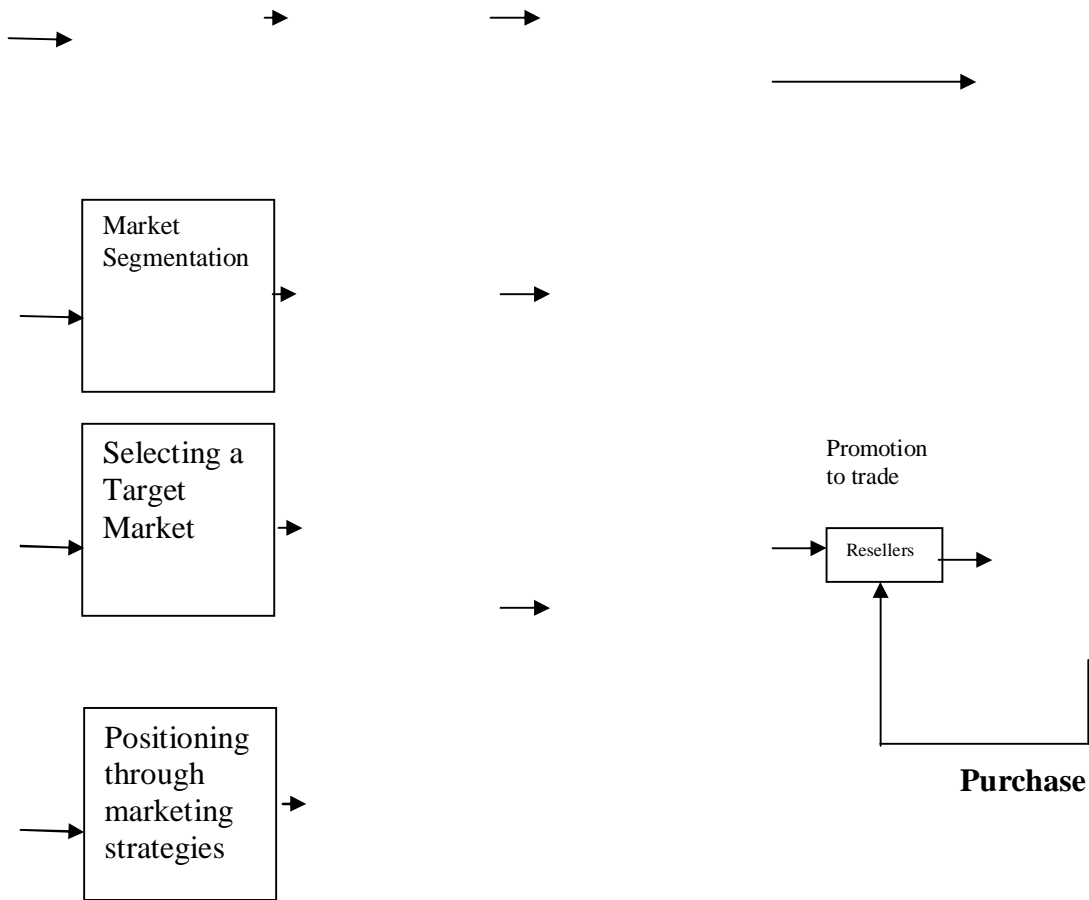 Market
Segmentation
Selecting a
Target
Market
Promotion
to trade
Resellers
Positioning
through
marketing
strategies
Purchase